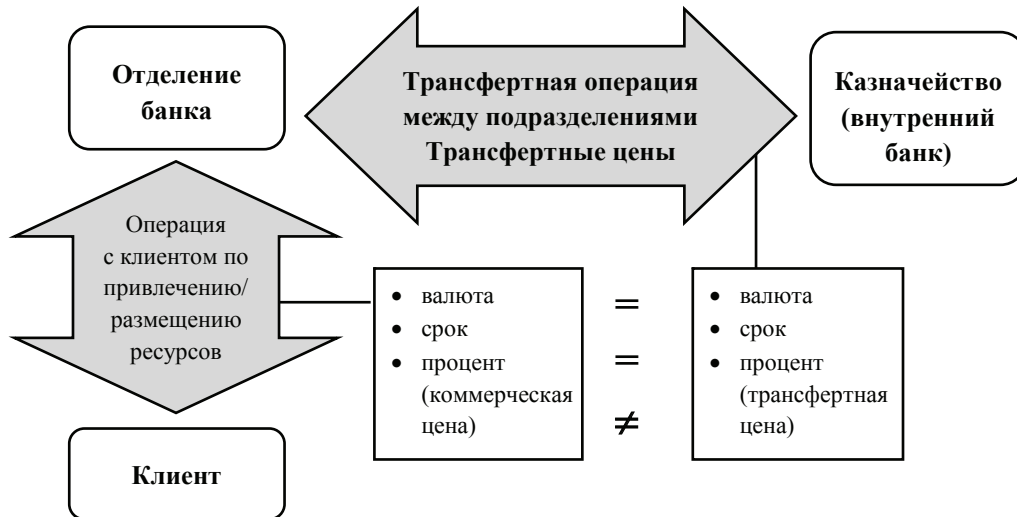 Отделение
банка
Трансфертная операция
между подразделениями
Трансфертные цены
Казначейство
(внутренний
банк)
Операция
с клиентом по
привлечению/
размещению
ресурсов
• валюта
• срок
• процент
(коммерческая
цена)
=
=
≠
• валюта
• срок
• процент
(трансфертная
цена)
Клиент